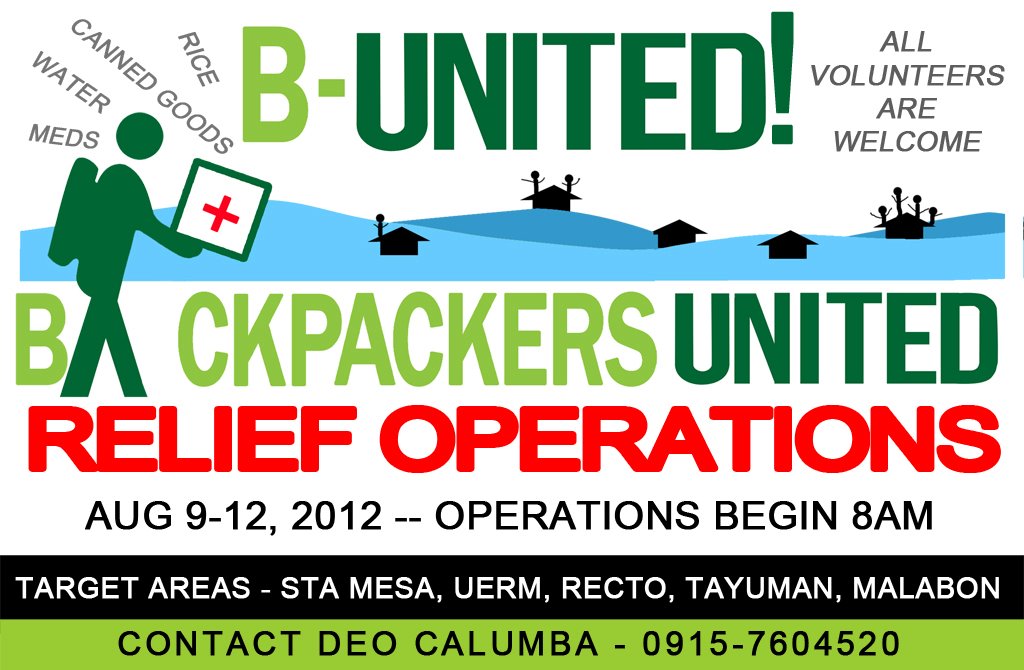 RICE
CANNED GOODS
WATER
MEDS
B-UNITED!
ALL
VOLUNTEERS
ARE
WELCOME
BACKPACKERS UNITED
RELIEF OPERATIONS
AUG 9-12, 2012 -- OPERATIONS BEGIN 8AM
TARGET AREAS - STA MESA, UERM, RECTO, TAYUMAN, MALABON
CONTACT DEO CALUMBA - 0915-7604520